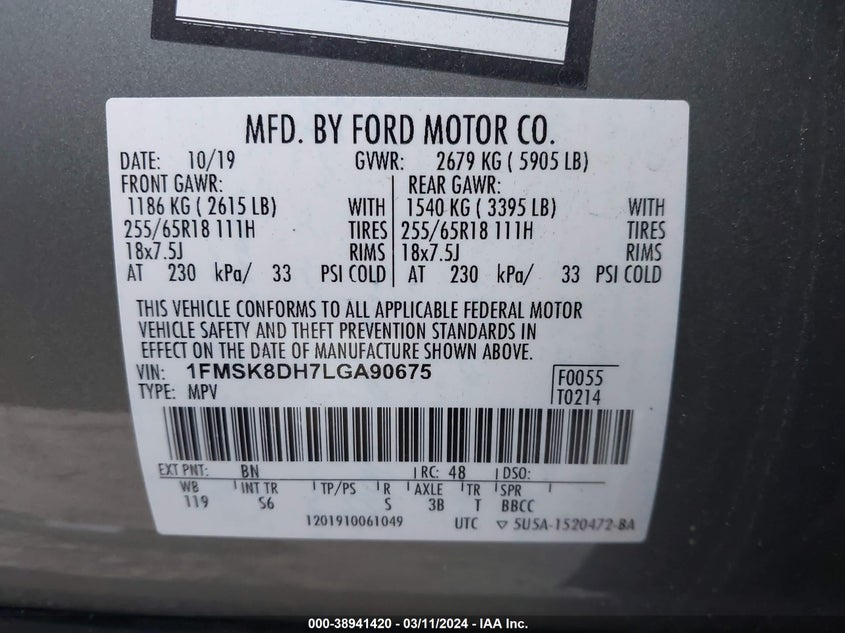 MFD. BY FORD MOTOR CO.
DATE: 10/19 GVWR: 2679 KG ( 5905 LB)
FRONT GAWR: REAR GAWR:
1186 KG ( 2615 LB) WITH 1540 KG ( 3395 LB) WITH
255/65R18 111H TIRES 255/65R18 111H TIRES
18x7.5J RIMS 18x7.5J RIMS
AT 230 kPa/ 33 PSI COLD AT 230 kPa/ 33 PSI COLD
THIS VEHICLE CONFORMS TO ALL APPLICABLE FEDERAL MOTOR
VEHICLE SAFETY AND THEFT PREVENTION STANDARDS IN
EFFECT ON THE DATE OF MANUFACTURE SHOWN ABOVE.
VIN: 1FMSK8DH7LGA90675 F0055
TYPE: MPV T0214
EXT PNT: BN RC: 48 DSO:
WB INT TR TP/PS R AXLE TR SPR
119 S6 S 3B T BBCC
1201910061049 UTC ▽ 5U5A-1520472-BA
000-38941420 - 03/11/2024 - IAA Inc.